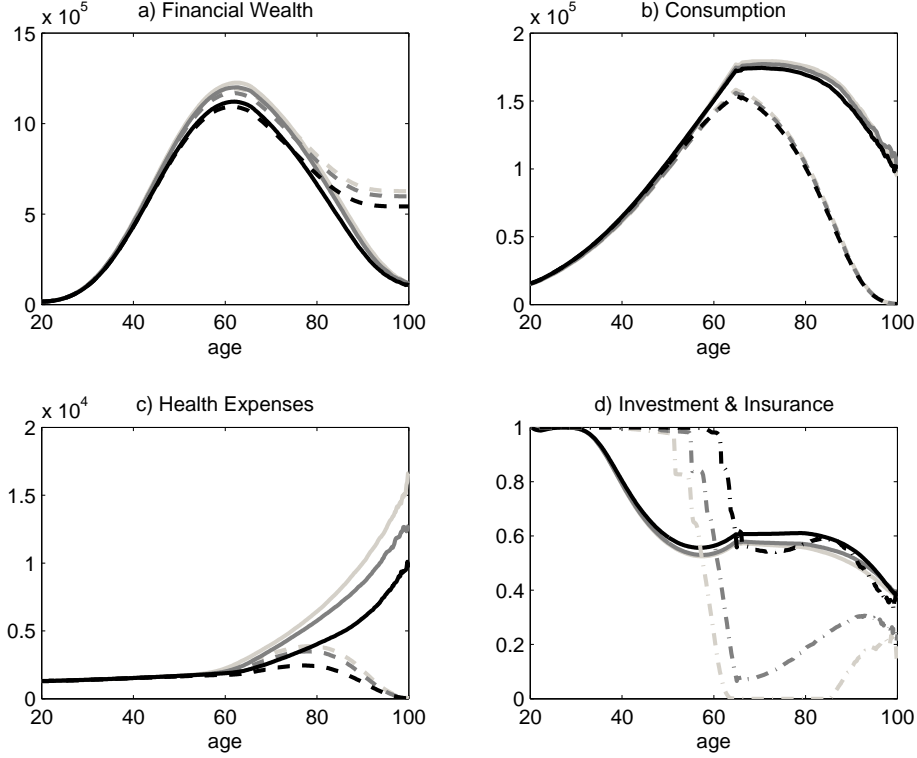 a) Financial Wealth
x 10^5
15
10
5
0
20 40 60 80 100
age
b) Consumption
x 10^5
2
1.5
1
0.5
0
20 40 60 80 100
age
c) Health Expenses
x 10^4
2
1.5
1
0.5
0
20 40 60 80 100
age
d) Investment & Insurance
1
0.8
0.6
0.4
0.2
0
20 40 60 80 100
age